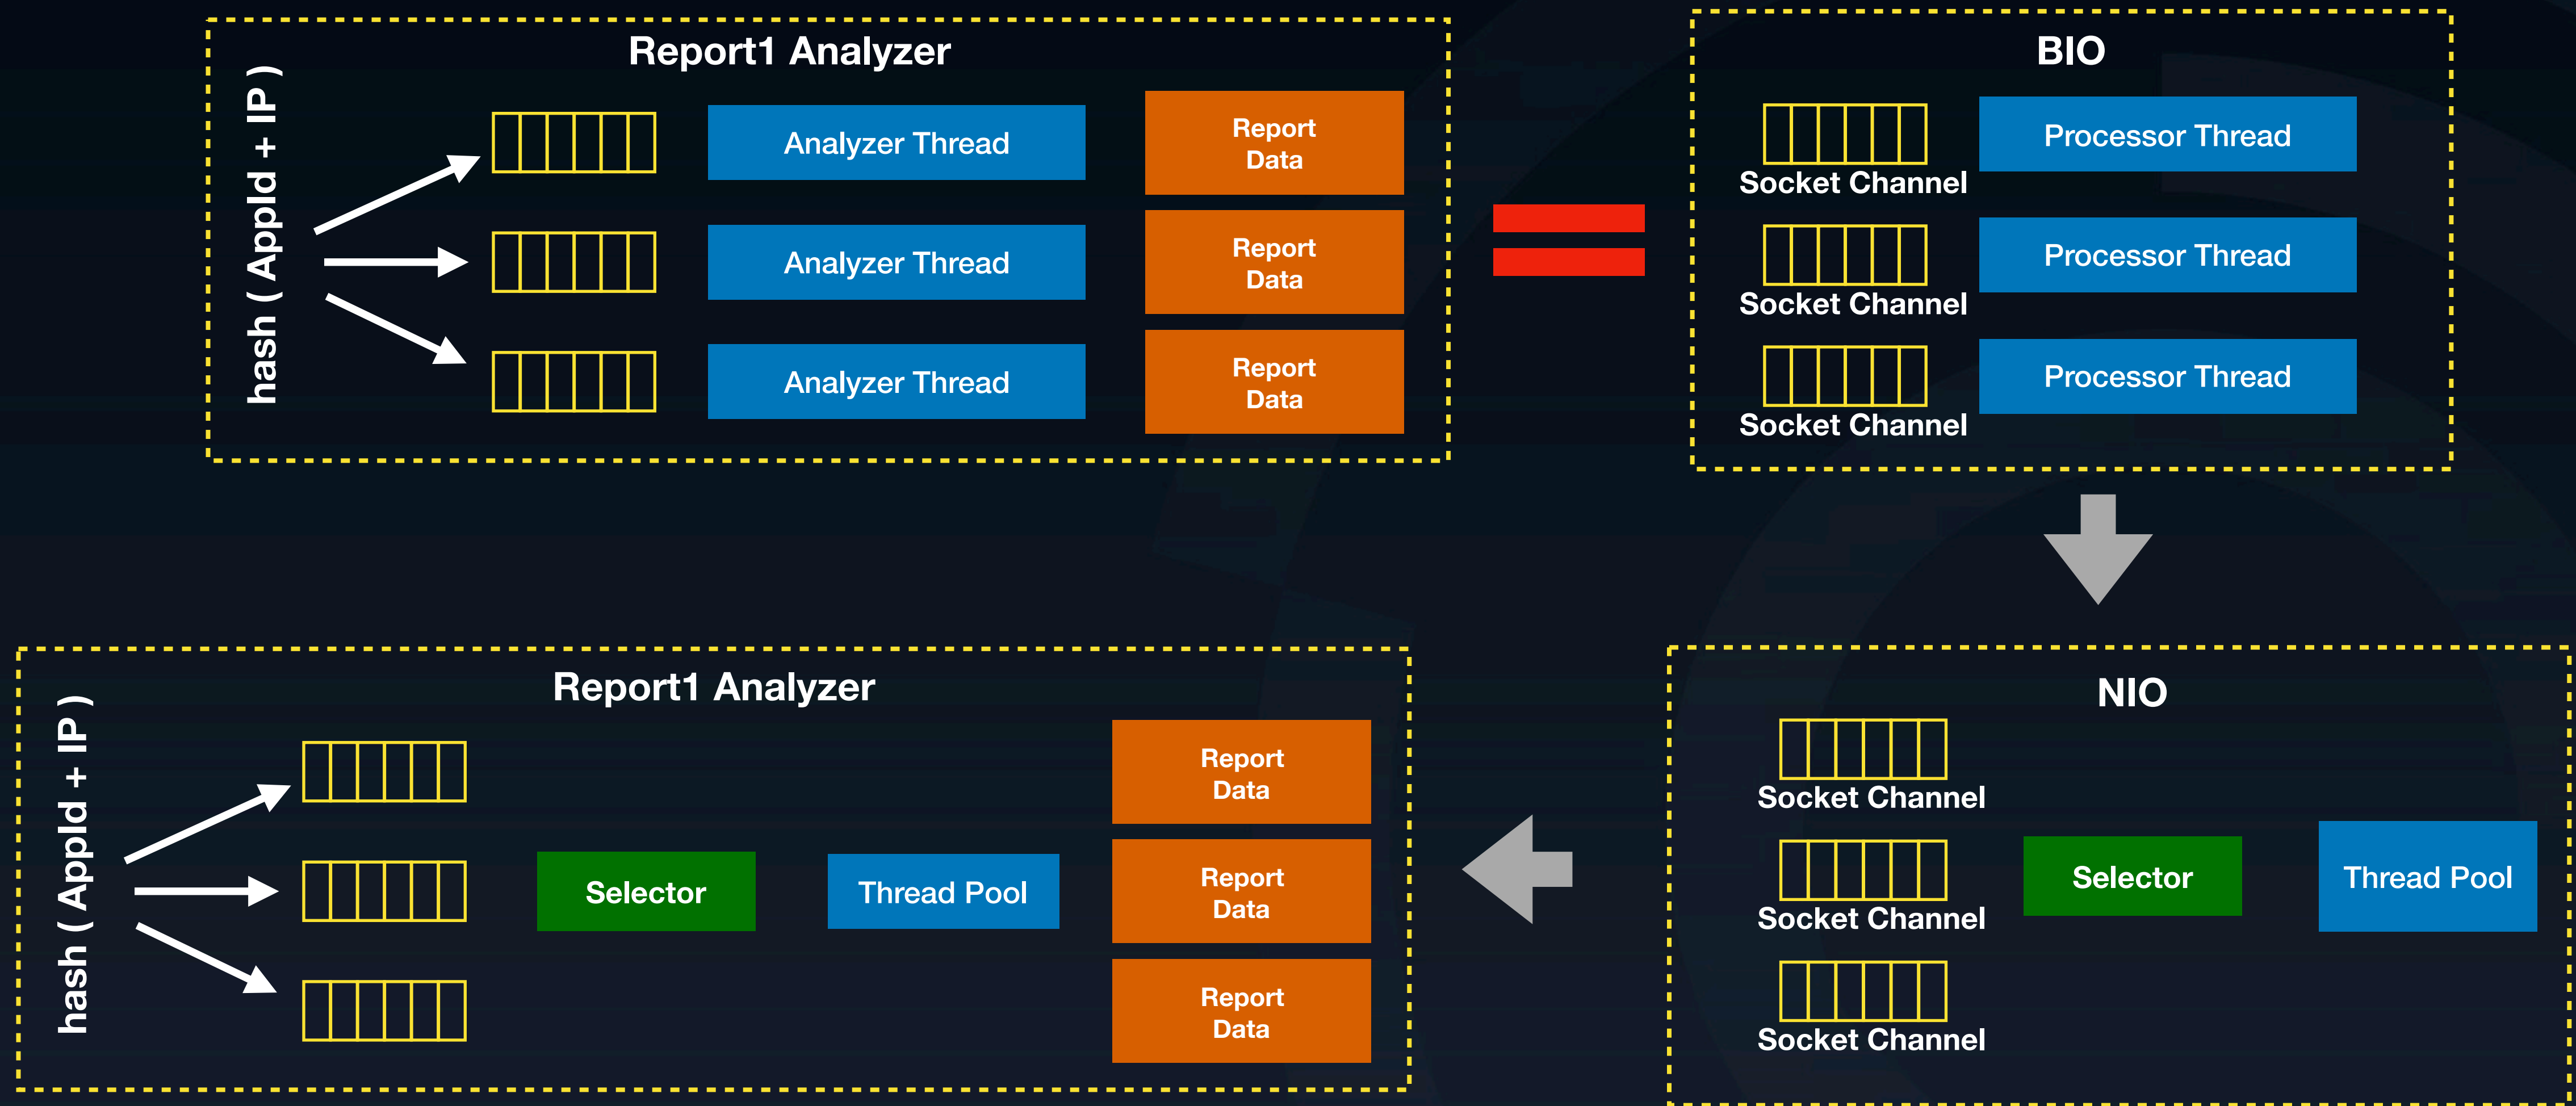 Report1 Analyzer
hash ( AppId + IP )
Analyzer Thread
Report
Data
Analyzer Thread
Report
Data
Analyzer Thread
Report
Data
BIO
Socket Channel
Processor Thread
Socket Channel
Processor Thread
Socket Channel
Processor Thread
Report1 Analyzer
hash ( AppId + IP )
Selector
Thread Pool
Report
Data
Report
Data
Report
Data
NIO
Socket Channel
Socket Channel
Socket Channel
Selector
Thread Pool